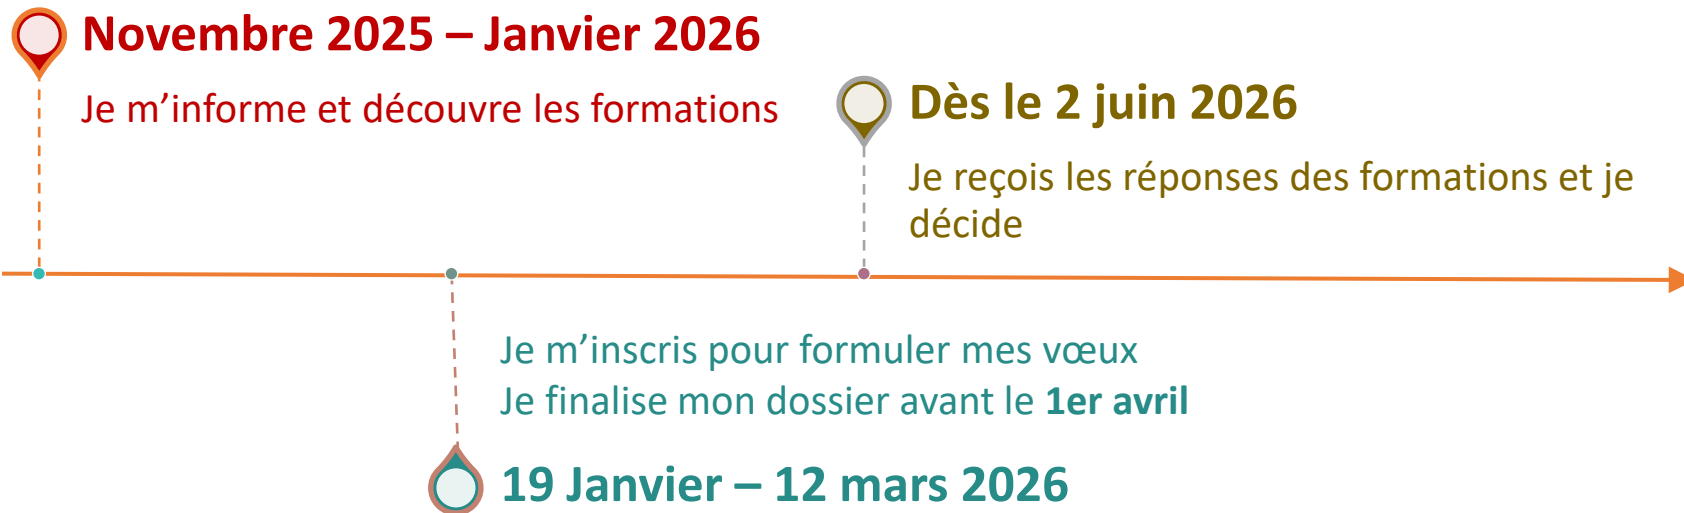 Novembre 2025 – Janvier 2026
Je m’informe et découvre les formations
Dès le 2 juin 2026
Je reçois les réponses des formations et je
décide
Je m’inscris pour formuler mes vœux
Je finalise mon dossier avant le 1er avril
19 Janvier – 12 mars 2026